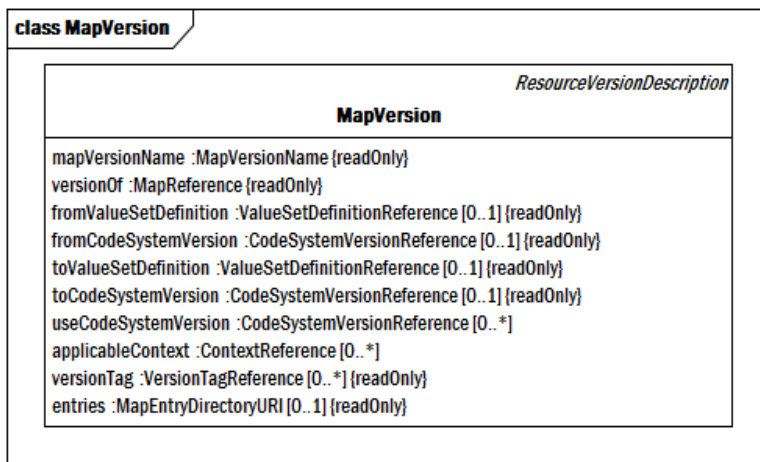 class MapVersion
ResourceVersionDescription
MapVersion
mapVersionName :MapVersionName {readOnly}
versionOf :MapReference {readOnly}
fromValueSetDefinition :ValueSetDefinitionReference [0..1] {readOnly}
fromCodeSystemVersion :CodeSystemVersionReference [0..1] {readOnly}
toValueSetDefinition :ValueSetDefinitionReference [0..1] {readOnly}
toCodeSystemVersion :CodeSystemVersionReference [0..1] {readOnly}
useCodeSystemVersion :CodeSystemVersionReference [0..*]
applicableContext :ContextReference [0..*]
versionTag :VersionTagReference [0..*] {readOnly}
entries :MapEntryDirectoryURI [0..1] {readOnly}